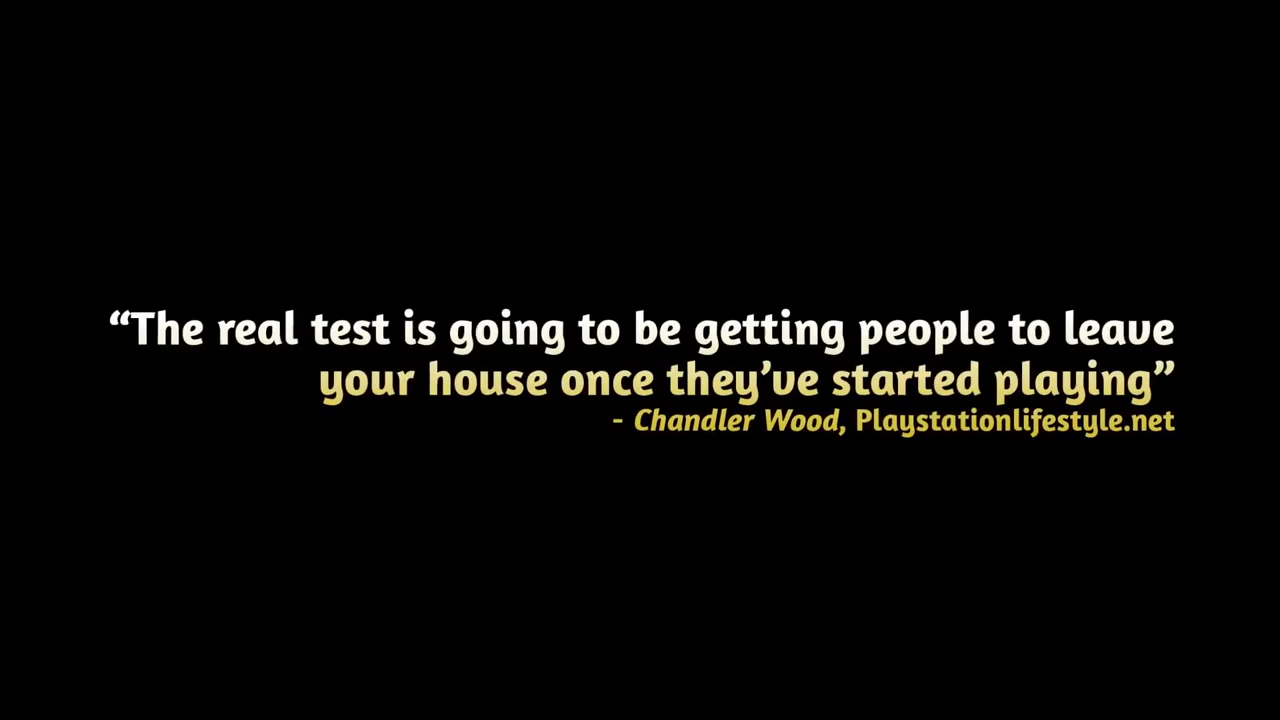 “The real test is going to be getting people to leave
your house once they’ve started playing”
- Chandler Wood, Playstationlifestyle.net